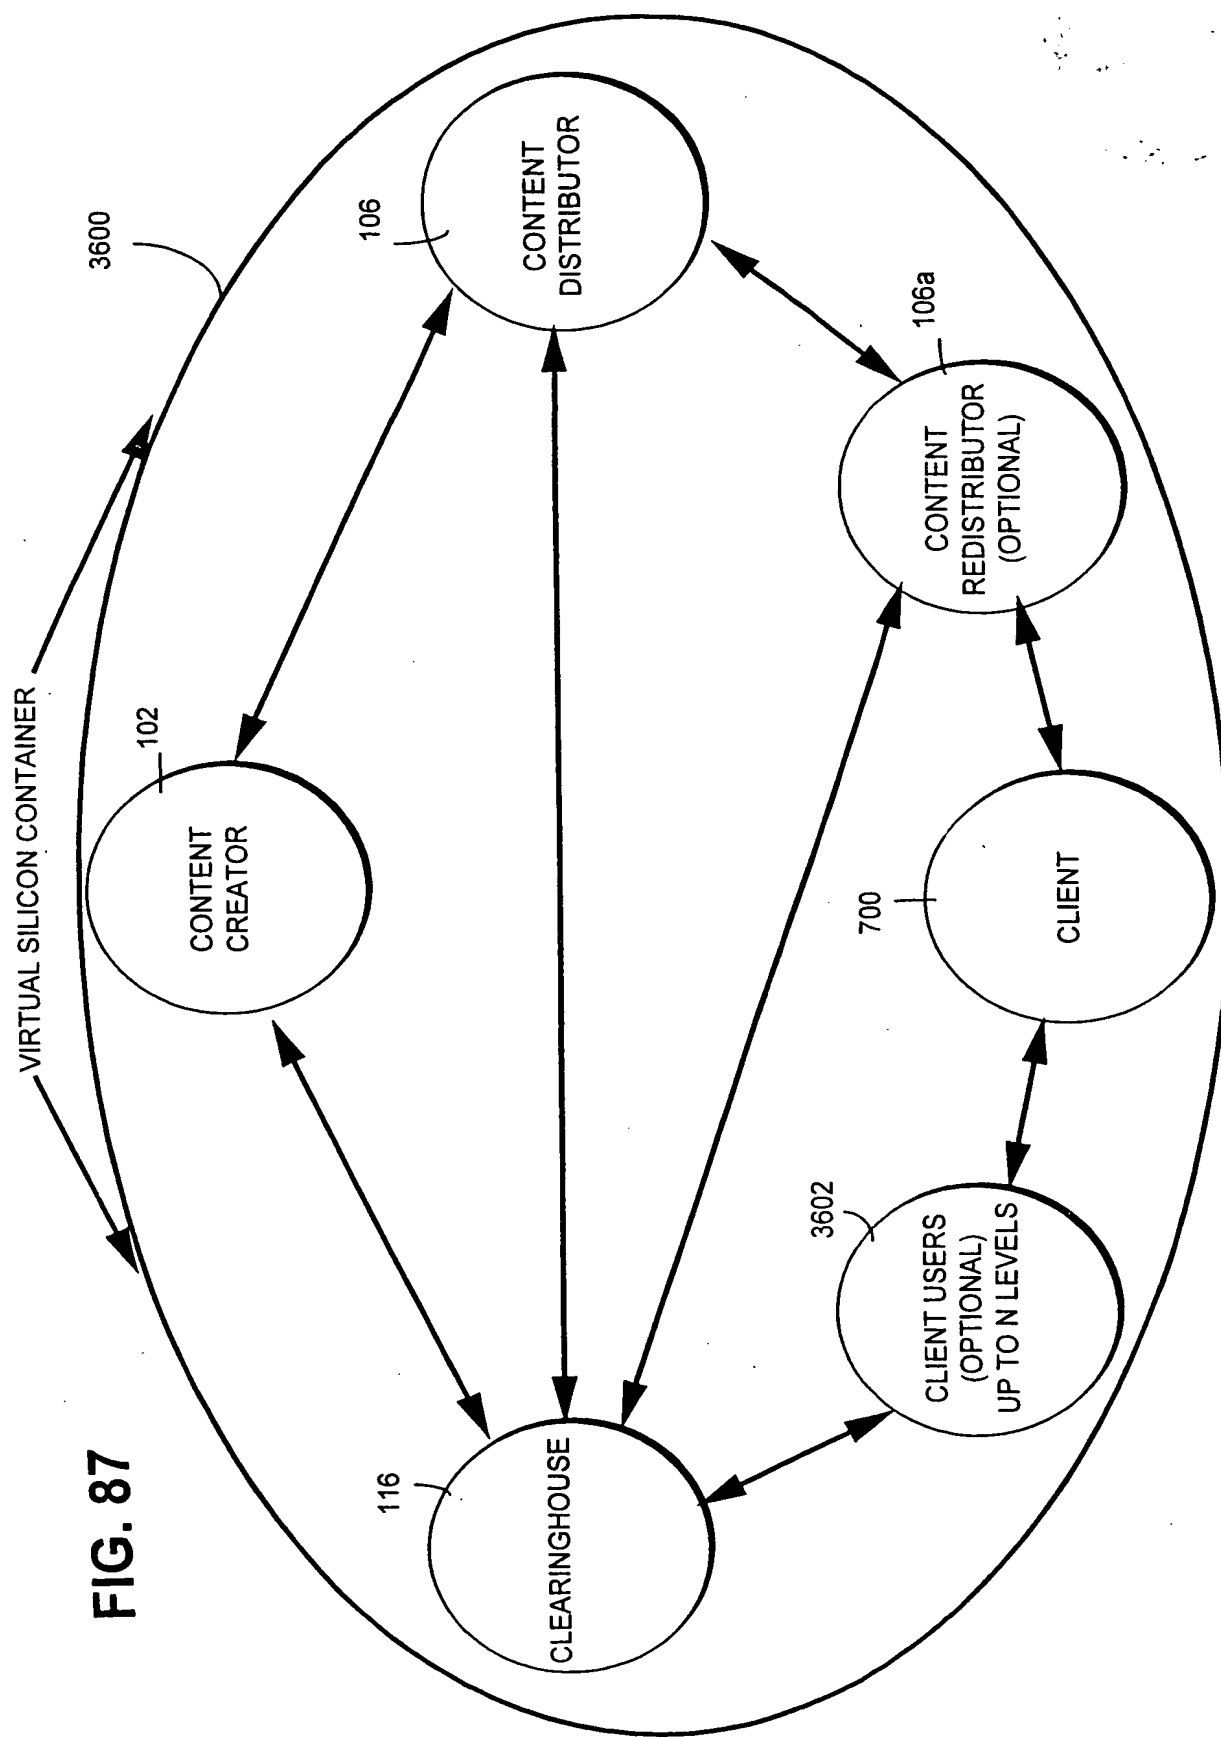 FIG. 87
VIRTUAL SILICON CONTAINER
3600
102
CONTENT
CREATOR
106
CONTENT
DISTRIBUTOR
116
CLEARINGHOUSE
106a
CONTENT
REDISTRIBUTOR
(OPTIONAL)
3602
CLIENT USERS
(OPTIONAL)
UP TO N LEVELS
700
CLIENT